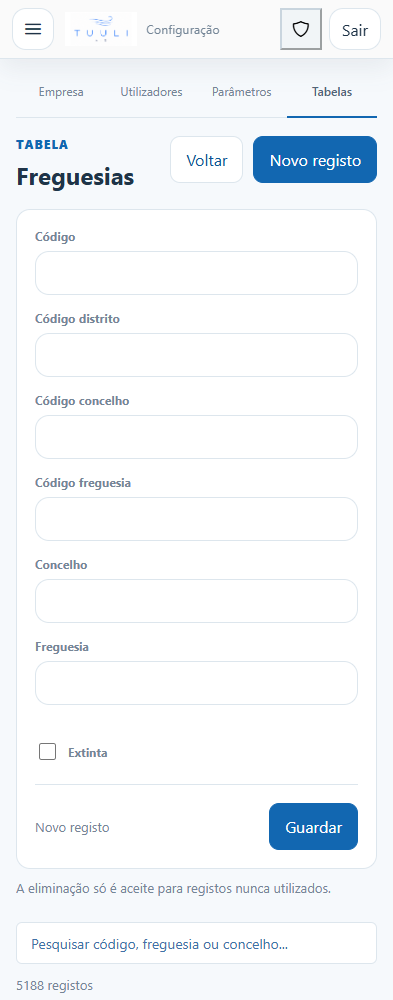 TUULI
Configuração
Sair
Empresa
Utilizadores
Parâmetros
Tabelas
TABELA
Freguesias
Voltar
Novo registo
Código
Código distrito
Código concelho
Código freguesia
Concelho
Freguesia
Extinta
Novo registo
Guardar
A eliminação só é aceite para registos nunca utilizados.
Pesquisar código, freguesia ou concelho...
5188 registos